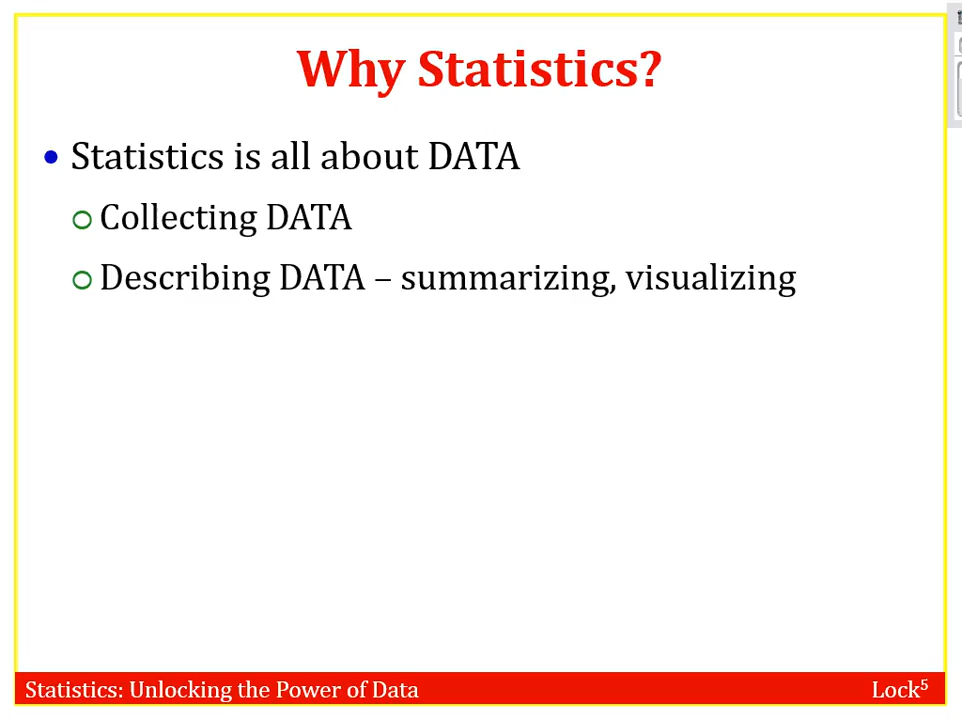 Why Statistics?
• Statistics is all about DATA
○ Collecting DATA
○ Describing DATA – summarizing, visualizing
Statistics: Unlocking the Power of Data
Lock⁵